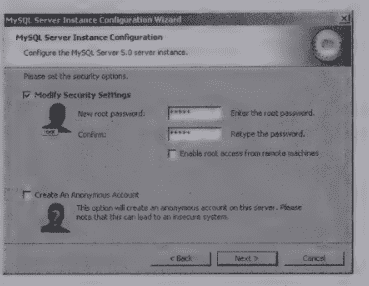 MySQL Server Instance Configuration Wizard
MySQL Server Instance Configuration
Configure the MySQL Server 5.0 server instance.
Please set the security options.
Modify Security Settings
New root password: ***** Enter the root password.
Confirm: ***** Retype the password.
Enable root access from remote machines
Create An Anonymous Account
This option will create an anonymous account on this server. Please
note that this can lead to an insecure system.
< Back Next > Cancel